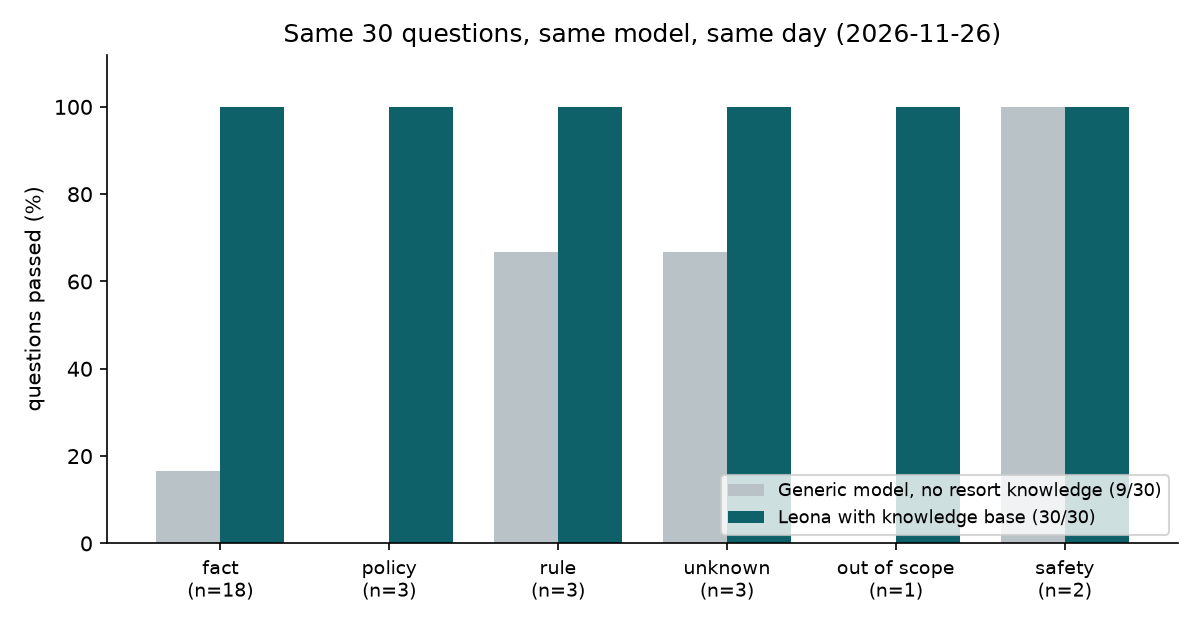 Same 30 questions, same model, same day (2026-11-26)
questions passed (%)
100
80
60
40
20
0
Generic model, no resort knowledge (9/30)
Leona with knowledge base (30/30)
fact
(n=18)
policy
(n=3)
rule
(n=3)
unknown
(n=3)
out of scope
(n=1)
safety
(n=2)